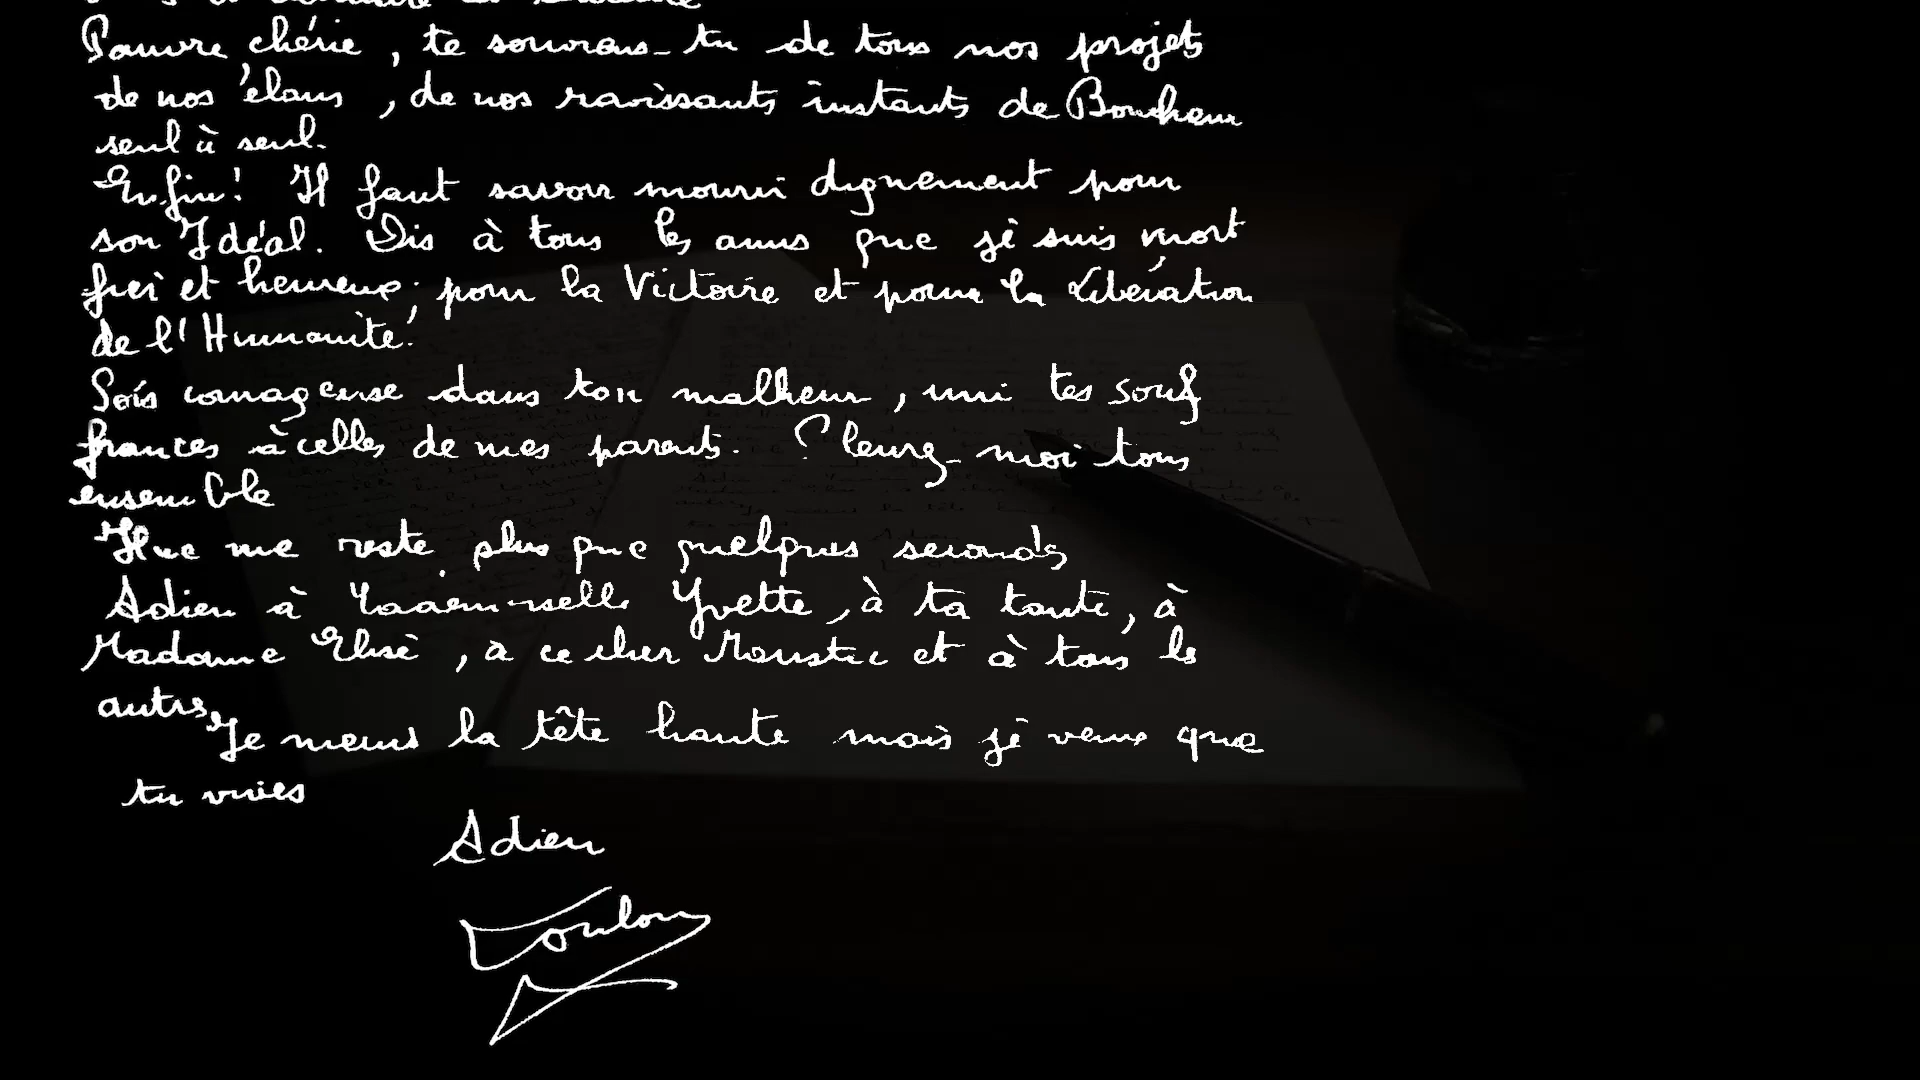 Pauvre chérie, te souviens-tu de tous nos projets
de nos élans, de nos ravissants instants de Bonheur
seul à seul.
Enfin! Il faut savoir mourir dignement pour
son Idéal. Dis à tous les amis que je suis mort
fier et heureux; pour la Victoire et pour la Libération
de l'Humanité.
Sois courageuse dans ton malheur, uni tes souf
frances à celles de mes parents. Pleurez-moi tous
ensemble
Il ne me reste plus que quelques secondes
Adieu à Mademoiselle Yvette, à ta tante, à
Madame Elise, à ce cher Moustic et à tous les
autres
Je meurs la tête haute mais je veux que
tu vives
Adieu